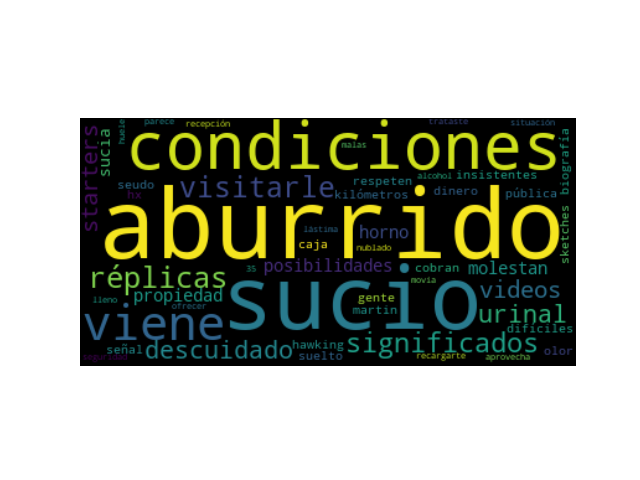 parece recepción trataste situación
huele
condiciones
malas
starters
sucia
biografía
alcohol insistentes
seudo visitarle respeten
hx kilómetros dinero pública
aburrido
lástima
caja horno
nublado
sketches
35 posibilidades cobran molestan
réplicas movia
lleno propiedad sucio gente videos
ofrecer martin
viene urinal
difíciles
señal descuidado hawking significados
suelto olor
seguridad recargarte aprovecha